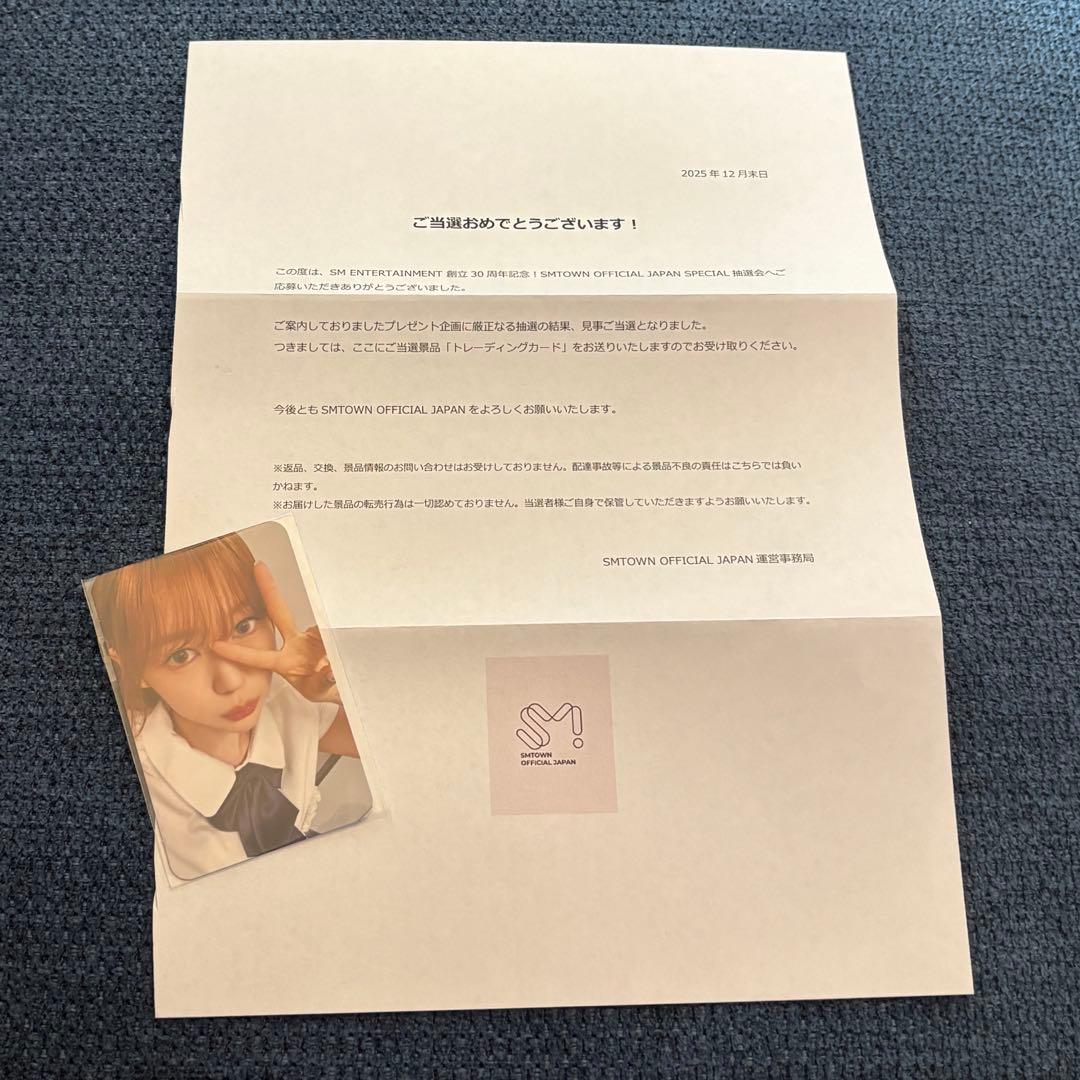 2025 年 12 月末日
ご当選おめでとうございます！
この度は、SM ENTERTAINMENT 創立 30 周年記念！SMTOWN OFFICIAL JAPAN SPECIAL 抽選会へご
応募いただきありがとうございました。
ご案内しておりましたプレゼント企画に厳正なる抽選の結果、見事ご当選となりました。
つきましては、ここにご当選景品「トレーディングカード」をお送りいたしますのでお受け取りください。
今後とも SMTOWN OFFICIAL JAPAN をよろしくお願いいたします。
※返品、交換、景品情報のお問い合わせはお受けしておりません。配達事故等による景品不良の責任はこちらでは負い
かねます。
※お届けした景品の転売行為は一切認めておりません。当選者様ご自身で保管していただきますようお願いいたします。
SMTOWN OFFICIAL JAPAN 運営事務局
SM
SMTOWN
OFFICIAL JAPAN